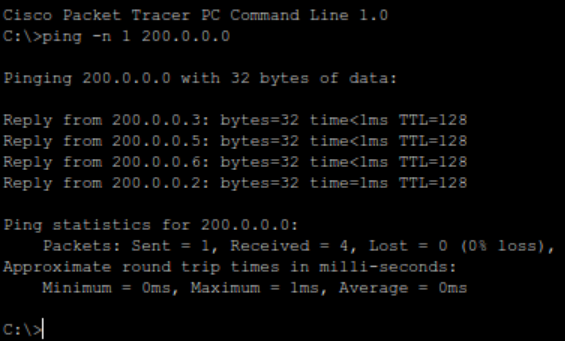 Cisco Packet Tracer PC Command Line 1.0
C:\>ping -n 1 200.0.0.0
Pinging 200.0.0.0 with 32 bytes of data:
Reply from 200.0.0.3: bytes=32 time<1ms TTL=128
Reply from 200.0.0.5: bytes=32 time<1ms TTL=128
Reply from 200.0.0.6: bytes=32 time<1ms TTL=128
Reply from 200.0.0.2: bytes=32 time=1ms TTL=128
Ping statistics for 200.0.0.0:
Packets: Sent = 1, Received = 4, Lost = 0 (0% loss),
Approximate round trip times in milli-seconds:
Minimum = 0ms, Maximum = 1ms, Average = 0ms
C:\>